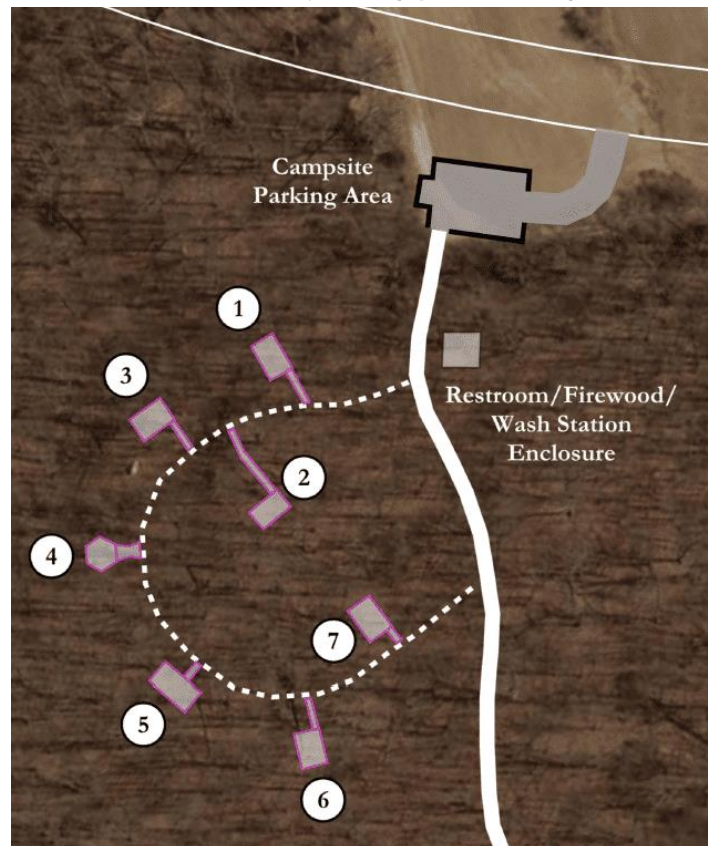 Campsite
Parking Area
1
3
Restroom/Firewood/
Wash Station
Enclosure
2
4
7
5
6